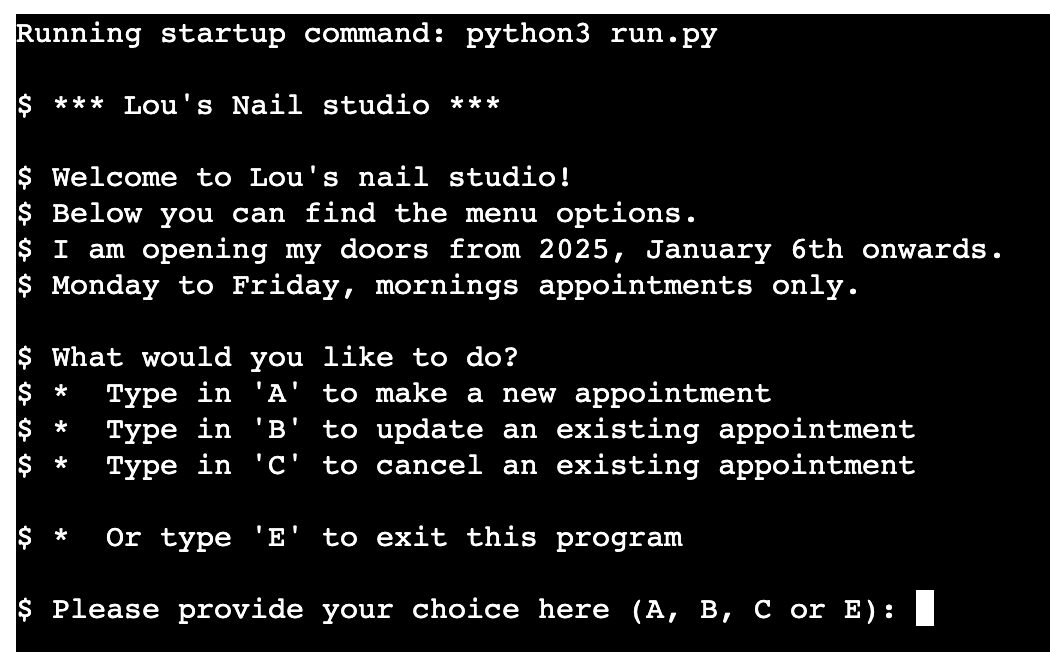 Running startup command: python3 run.py
$ *** Lou's Nail studio ***
$ Welcome to Lou's nail studio!
$ Below you can find the menu options.
$ I am opening my doors from 2025, January 6th onwards.
$ Monday to Friday, mornings appointments only.
$ What would you like to do?
$ *  Type in 'A' to make a new appointment
$ *  Type in 'B' to update an existing appointment
$ *  Type in 'C' to cancel an existing appointment
$ *  Or type 'E' to exit this program
$ Please provide your choice here (A, B, C or E):